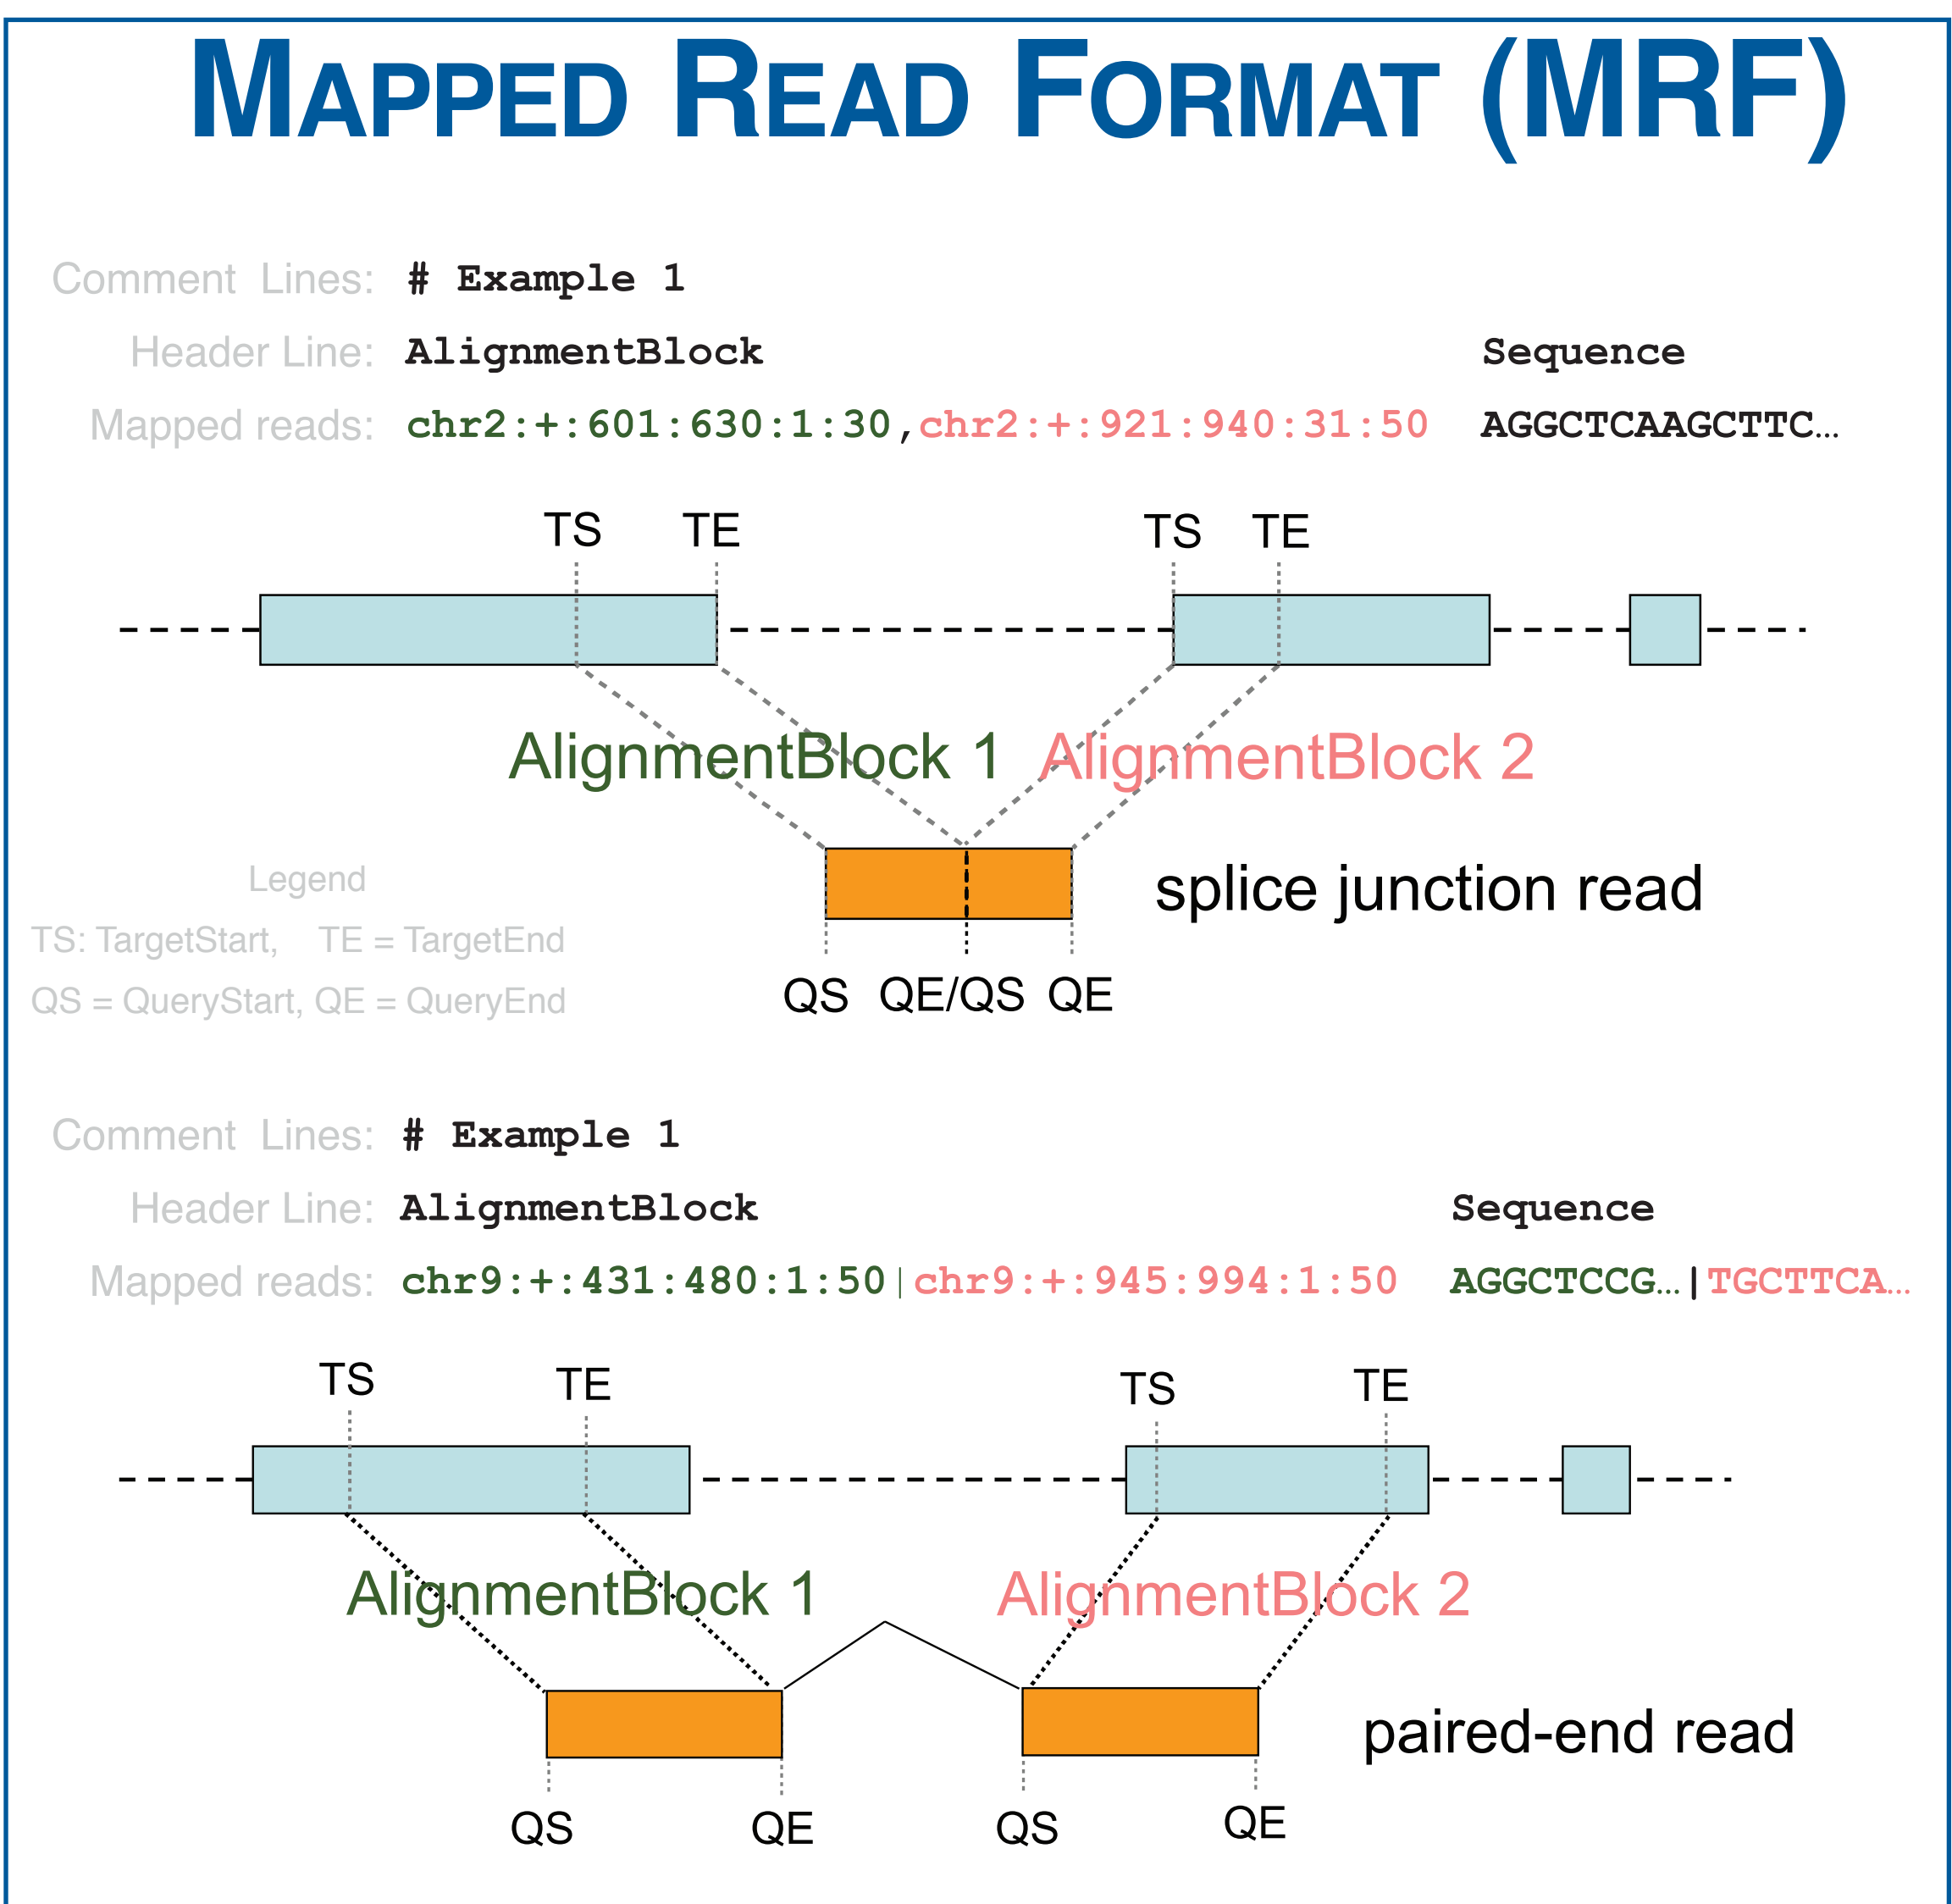 MAPPED READ FORMAT (MRF)
Comment Lines: # Example 1
Header Line: AlignmentBlock Sequence
Mapped reads: chr2:+:601:630:1:30,chr2:+:921:940:31:50 AGGCTCAAGCTTC…
TS TE TS TE
AlignmentBlock 1 AlignmentBlock 2
splice junction read
Legend
TS: TargetStart, TE = TargetEnd
QS = QueryStart, QE = QueryEnd
QS QE/QS QE
Comment Lines: # Example 1
Header Line: AlignmentBlock Sequence
Mapped reads: chr9:+:431:480:1:50|chr9:+:945:994:1:50 AGGCTCCG…|TGCTTCA…
TS TE TS TE
AlignmentBlock 1 AlignmentBlock 2
paired-end read
QS QE QS QE